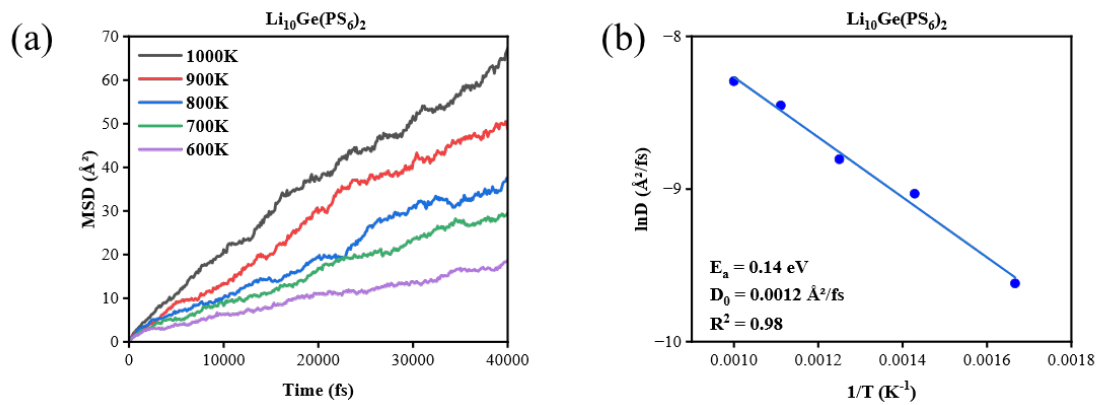 (a)
Li₁₀Ge(PS₆)₂
MSD (Å²)
70
60
50
40
30
20
10
0
1000K
900K
800K
700K
600K
0 10000 20000 30000 40000
Time (fs)
(b)
Li₁₀Ge(PS₆)₂
lnD (Å²/fs)
−8
−9
−10
Eₐ = 0.14 eV
D₀ = 0.0012 Å²/fs
R² = 0.98
0.0010 0.0012 0.0014 0.0016 0.0018
1/T (K⁻¹)